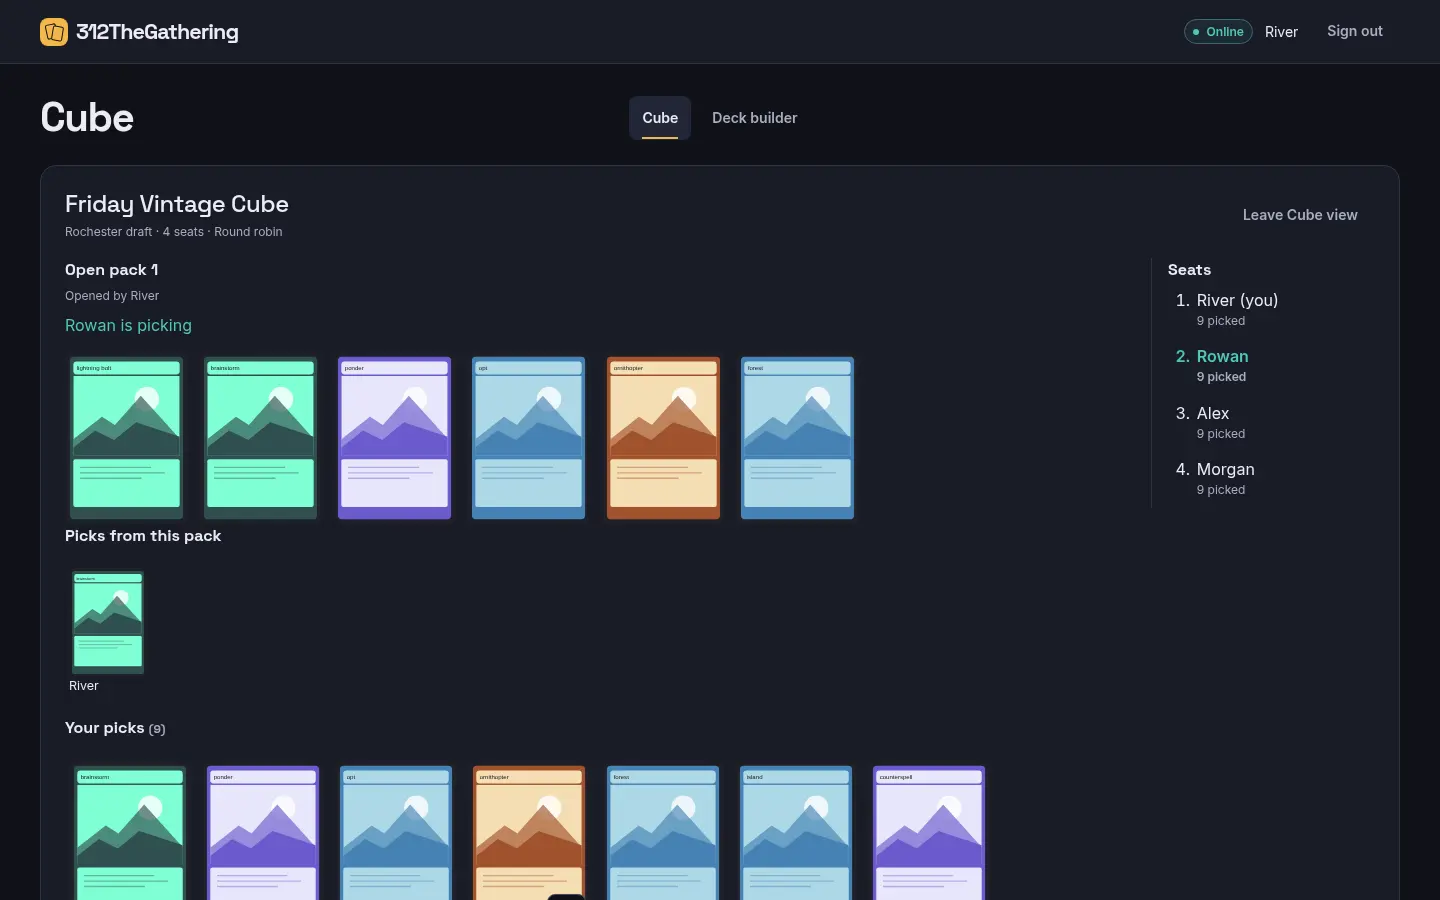 312TheGathering
Online
River
Sign out
Cube
Cube
Deck builder
Friday Vintage Cube
Rochester draft · 4 seats · Round robin
Leave Cube view
Open pack 1
Opened by River
Rowan is picking
lightning bolt
brainstorm
ponder
opt
ornithopter
forest
Seats
1. River (you)
9 picked
2. Rowan
9 picked
3. Alex
9 picked
4. Morgan
9 picked
Picks from this pack
brainstorm
River
Your picks (9)
brainstorm
ponder
opt
ornithopter
forest
island
counterspell